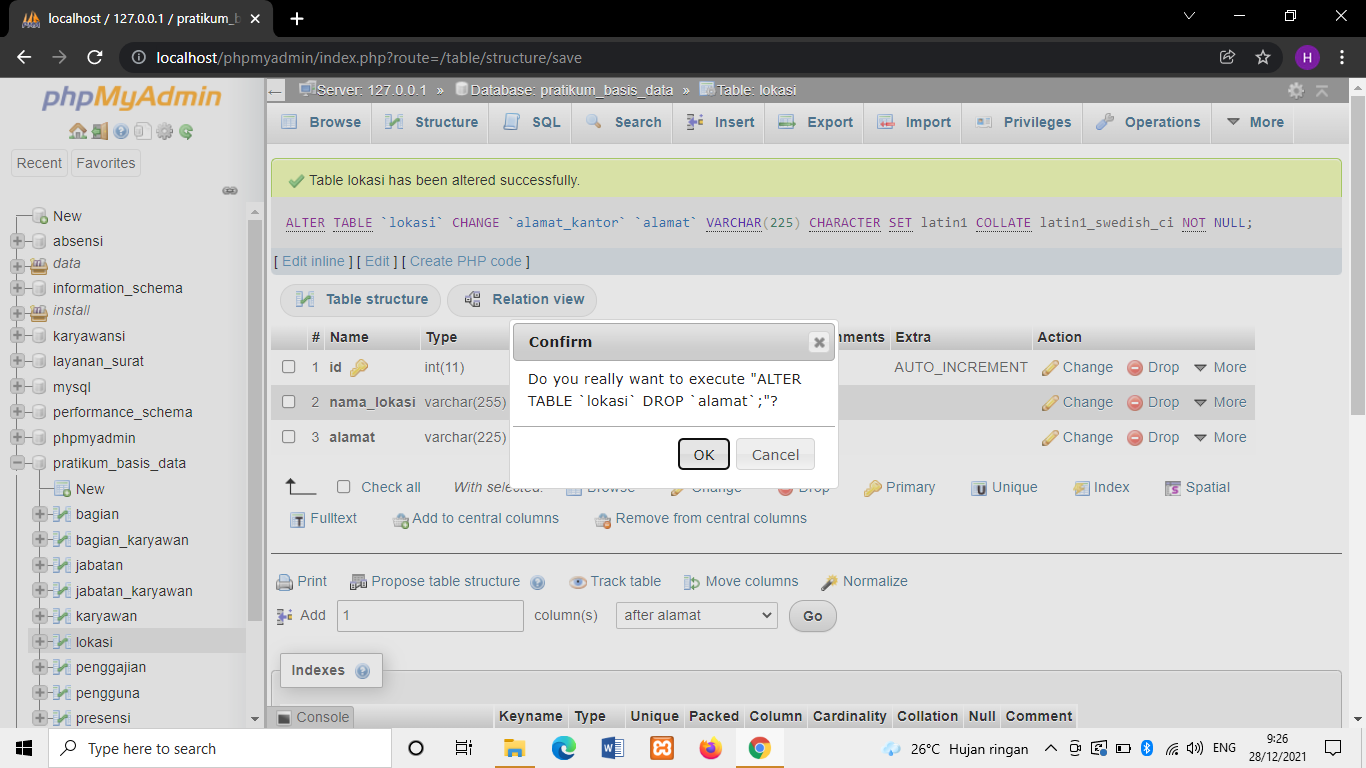 localhost / 127.0.0.1 / pratikum_b
localhost/phpmyadmin/index.php?route=/table/structure/save
H
phpMyAdmin
Recent Favorites
New
absensi
data
information_schema
install
karyawansi
layanan_surat
mysql
performance_schema
phpmyadmin
pratikum_basis_data
New
bagian
bagian_karyawan
jabatan
jabatan_karyawan
karyawan
lokasi
penggajian
pengguna
presensi
Server: 127.0.0.1 » Database: pratikum_basis_data » Table: lokasi
Browse Structure SQL Search Insert Export Import Privileges Operations More
Table lokasi has been altered successfully.
ALTER TABLE `lokasi` CHANGE `alamat_kantor` `alamat` VARCHAR(225) CHARACTER SET latin1 COLLATE latin1_swedish_ci NOT NULL;
[ Edit inline ] [ Edit ] [ Create PHP code ]
Table structure Relation view
# Name Type mments Extra Action
1 id int(11) AUTO_INCREMENT Change Drop More
2 nama_lokasi varchar(255) Change Drop More
3 alamat varchar(225) Change Drop More
Confirm
Do you really want to execute "ALTER
TABLE `lokasi` DROP `alamat`;"?
OK Cancel
Check all With selected: Browse Change Drop Primary Unique Index Spatial
Fulltext Add to central columns Remove from central columns
Print Propose table structure Track table Move columns Normalize
Add 1 column(s) after alamat Go
Indexes
Console
Keyname Type Unique Packed Column Cardinality Collation Null Comment
Type here to search
26°C Hujan ringan
ENG
9:26
28/12/2021